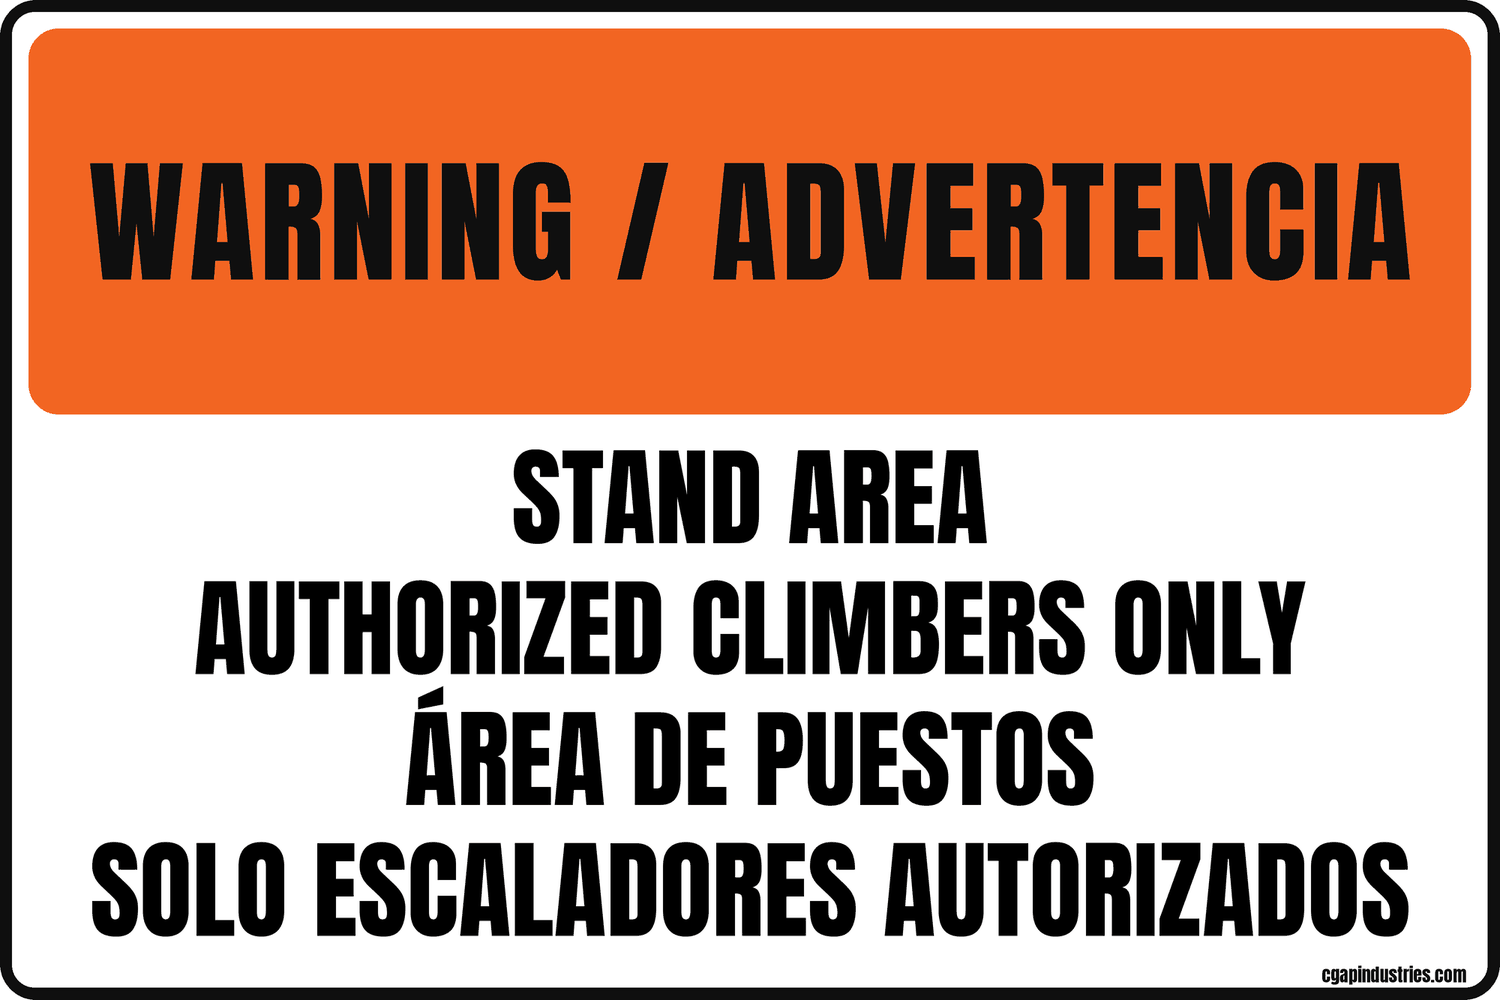 WARNING / ADVERTENCIA
STAND AREA
AUTHORIZED CLIMBERS ONLY
ÁREA DE PUESTOS
SOLO ESCALADORES AUTORIZADOS
cgapindustries.com